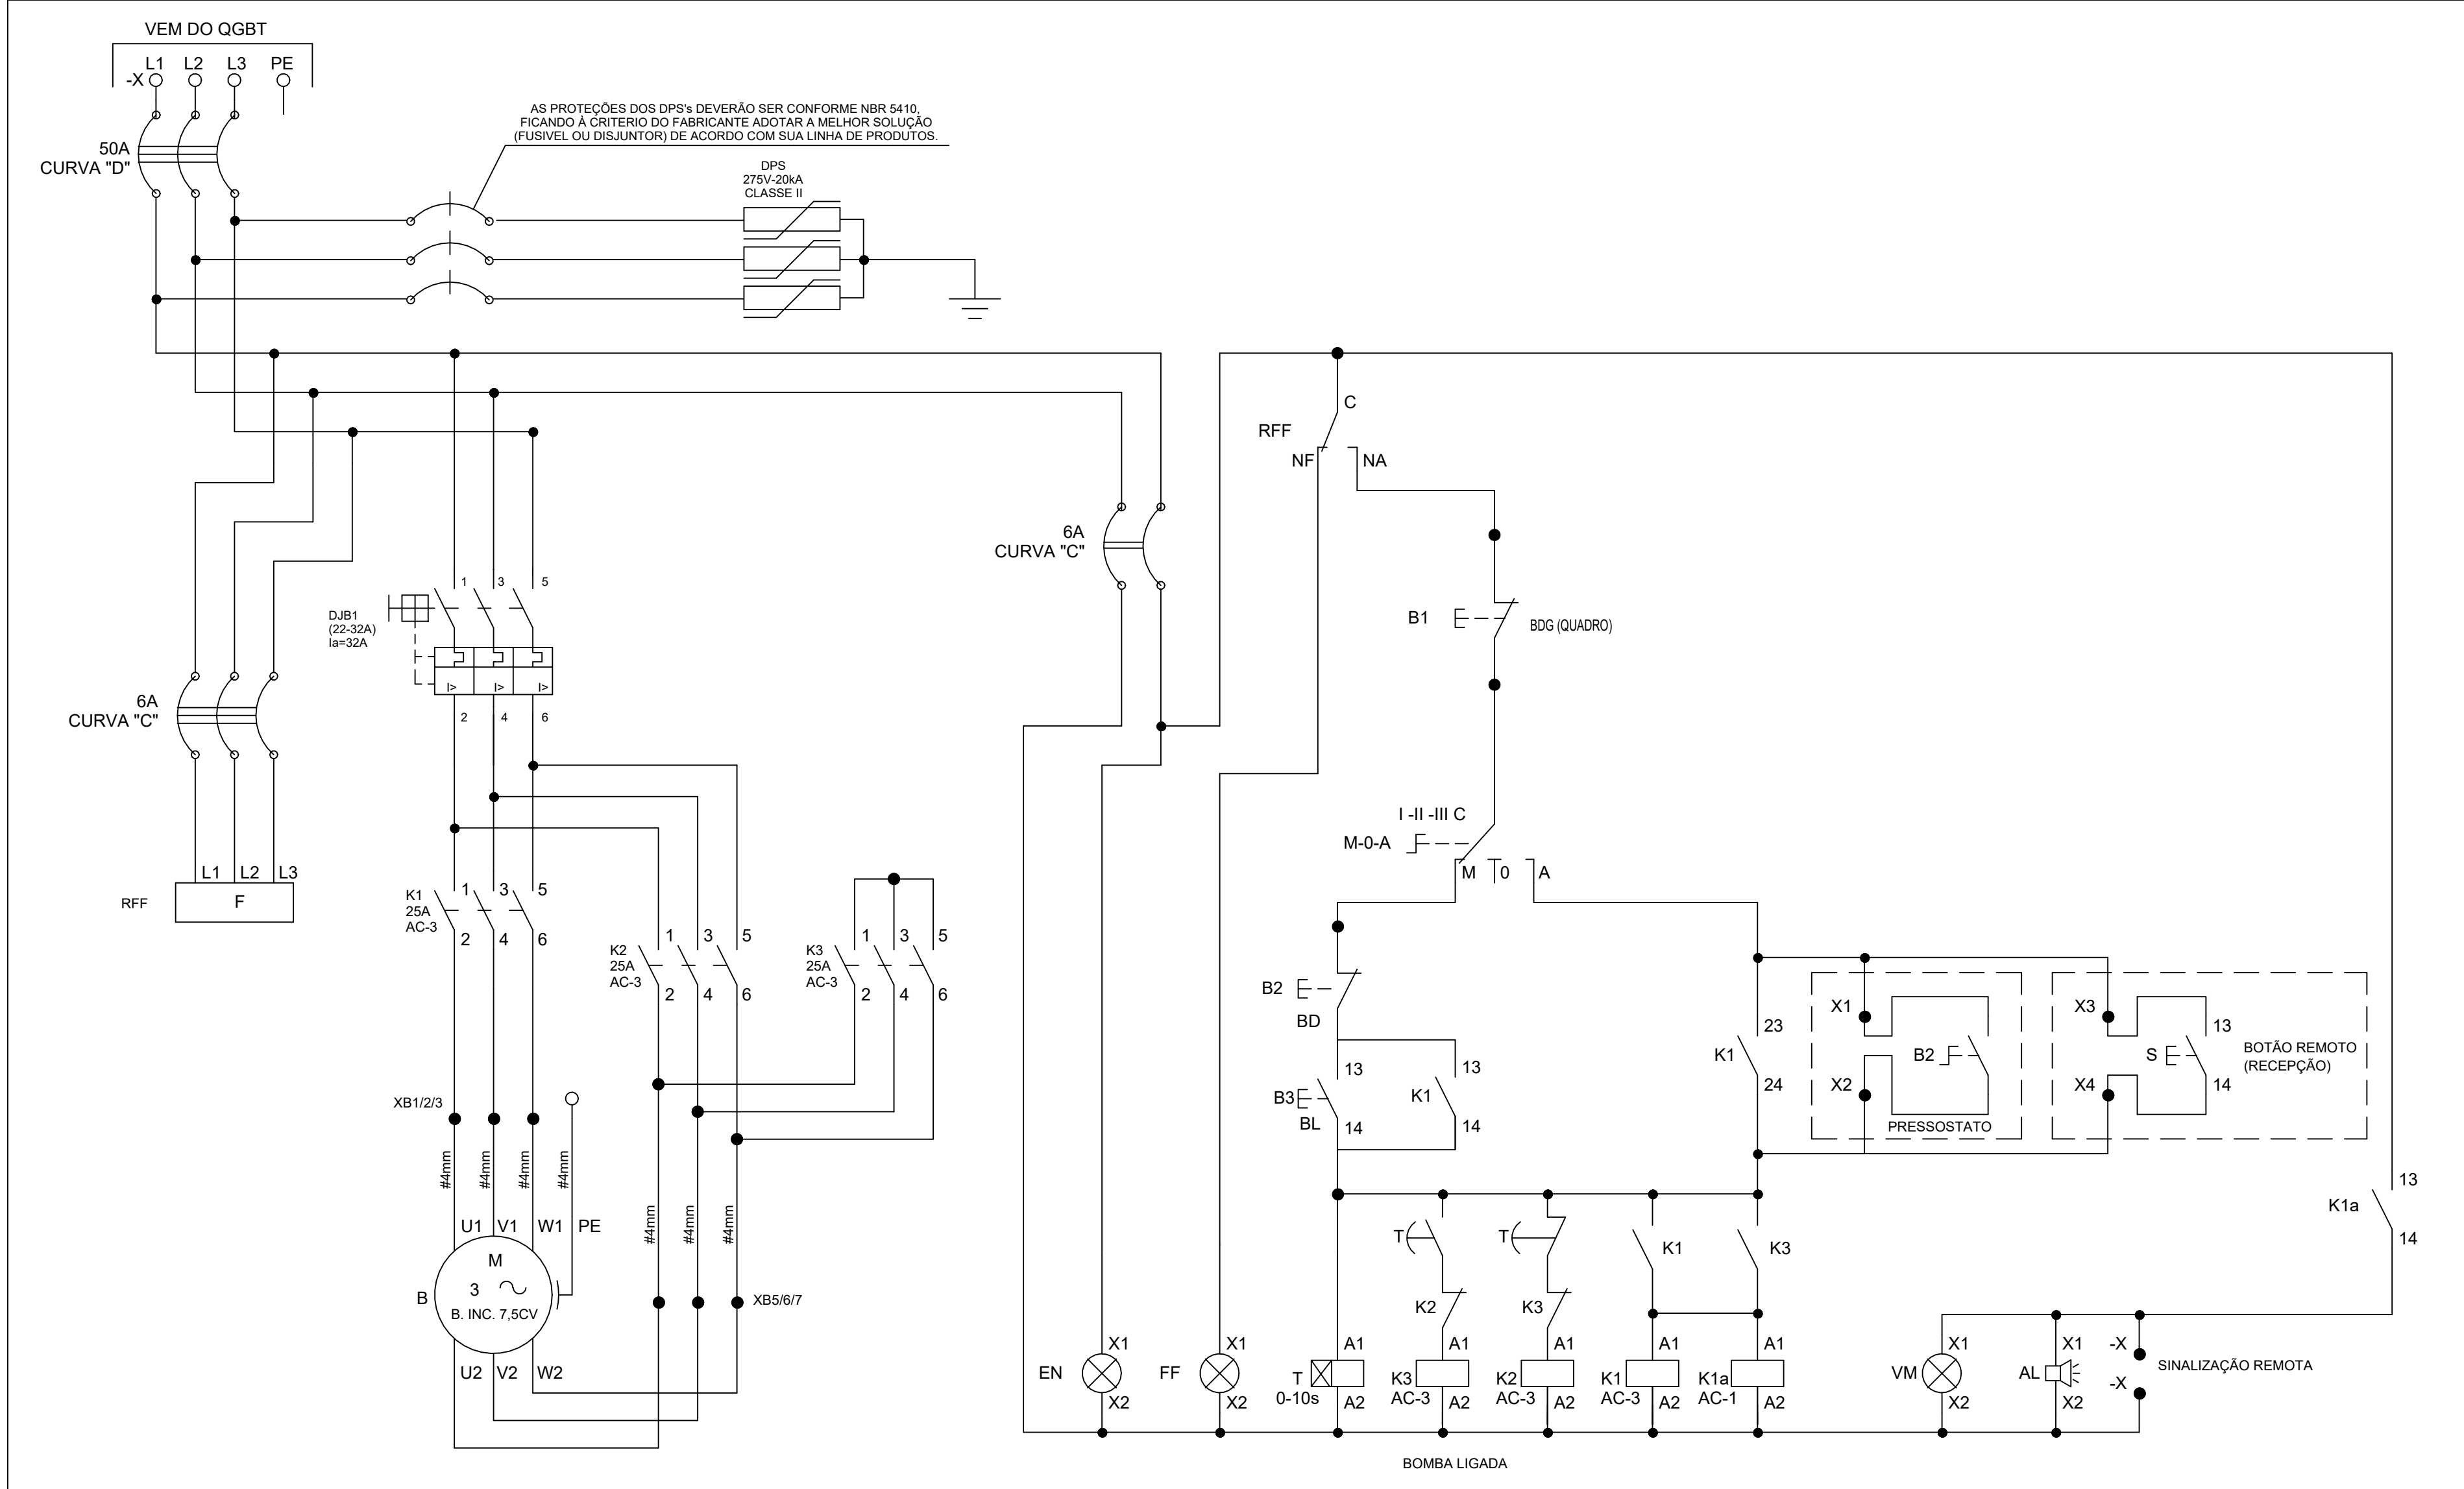 VEM DO QGBT
L1 L2 L3 PE
-X
50A
CURVA "D"
AS PROTEÇÕES DOS DPS's DEVERÃO SER CONFORME NBR 5410,
FICANDO À CRITERIO DO FABRICANTE ADOTAR A MELHOR SOLUÇÃO
(FUSIVEL OU DISJUNTOR) DE ACORDO COM SUA LINHA DE PRODUTOS.
DPS
275V-20kA
CLASSE II
6A
CURVA "C"
L1 L2 L3
RFF
F
DJB1
(22-32A)
Ia=32A
1 3 5
I> I> I>
2 4 6
K1
25A
AC-3
1 3 5
2 4 6
K2
25A
AC-3
1 3 5
2 4 6
K3
25A
AC-3
1 3 5
2 4 6
XB1/2/3
#4mm #4mm #4mm #4mm
#4mm #4mm #4mm
U1 V1 W1 PE
M
3
B
B. INC. 7,5CV
U2 V2 W2
XB5/6/7
6A
CURVA "C"
C
RFF
NF NA
B1
BDG (QUADRO)
I -II -III C
M-0-A
M 0 A
B2
BD
13
B3
BL
14
13
K1
14
23
K1
24
X1
B2
X2
PRESSOSTATO
X3
13
S
X4
14
BOTÃO REMOTO
(RECEPÇÃO)
13
K1a
14
T
K2
T
K3
K1
K3
EN
X1
X2
FF
X1
X2
T
0-10s
A1
A2
K3
AC-3
A1
A2
K2
AC-3
A1
A2
K1
AC-3
A1
A2
K1a
AC-1
A1
A2
VM
X1
X2
AL
X1
X2
-X
-X
SINALIZAÇÃO REMOTA
BOMBA LIGADA